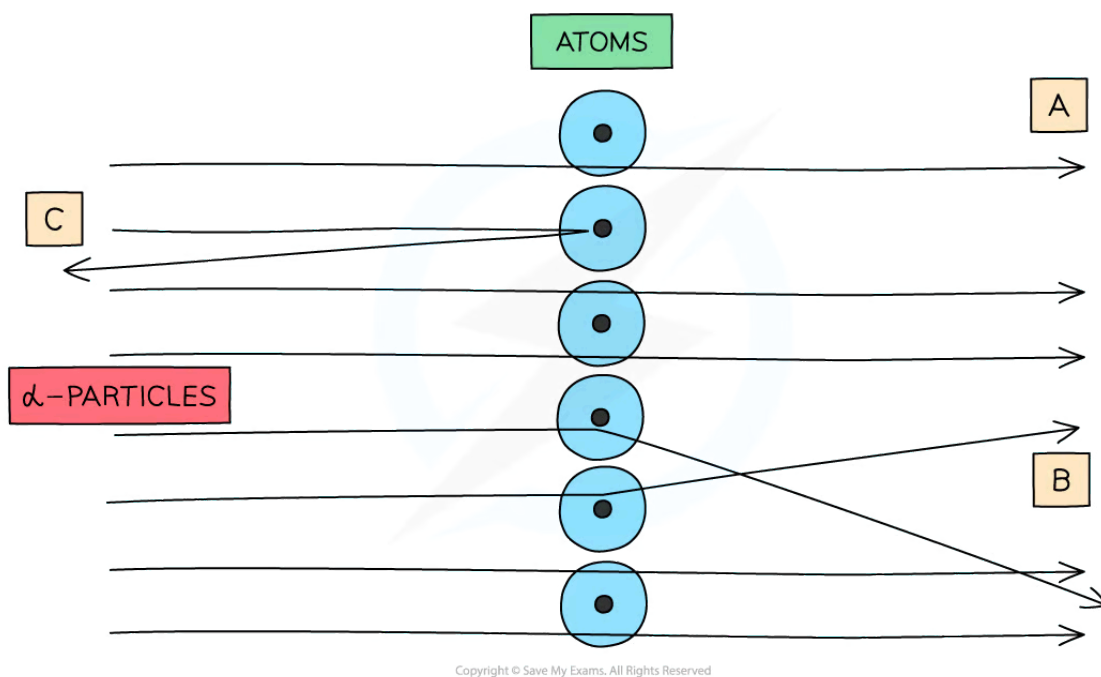 ATOMS
A
C
α-PARTICLES
B
Copyright © Save My Exams. All Rights Reserved